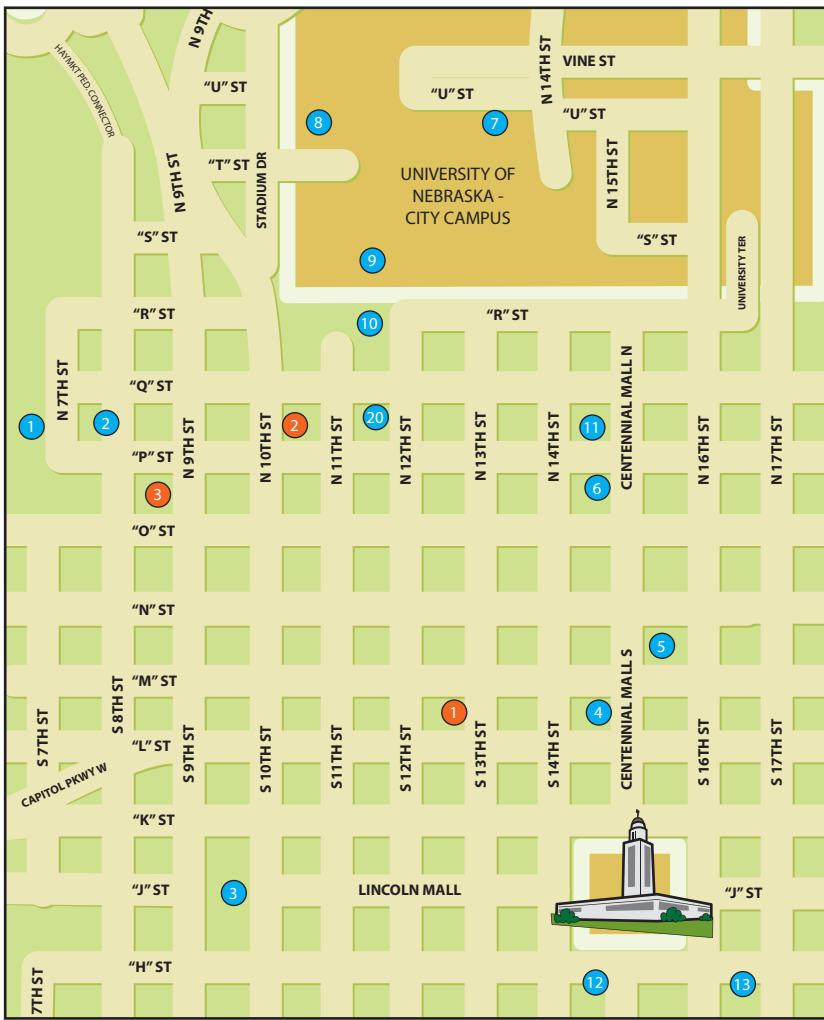 N 9TH
HAYMKT PED. CONNECTOR
"U" ST
N 14TH ST
VINE ST
"U" ST
"U" ST
8
7
N 9TH ST
"T" ST
STADIUM DR
UNIVERSITY OF
NEBRASKA -
CITY CAMPUS
N 15TH ST
"S" ST
"S" ST
UNIVERSITY TER
9
"R" ST
10
"R" ST
N 7TH ST
"Q" ST
CENTENNIAL MALL N
1
2
2
20
11
"P" ST
N 9TH ST
N 10TH ST
N 11TH ST
N 12TH ST
N 13TH ST
N 14TH ST
N 16TH ST
N 17TH ST
3
6
"O" ST
"N" ST
5
"M" ST
S 8TH ST
1
4
CENTENNIAL MALL S
S 7TH ST
"L" ST
S 9TH ST
S 10TH ST
S11TH ST
S 12TH ST
S 13TH ST
S 14TH ST
S 16TH ST
S 17TH ST
CAPITOL PKWY W
"K" ST
"J" ST
3
LINCOLN MALL
"J" ST
"H" ST
7TH ST
12
13